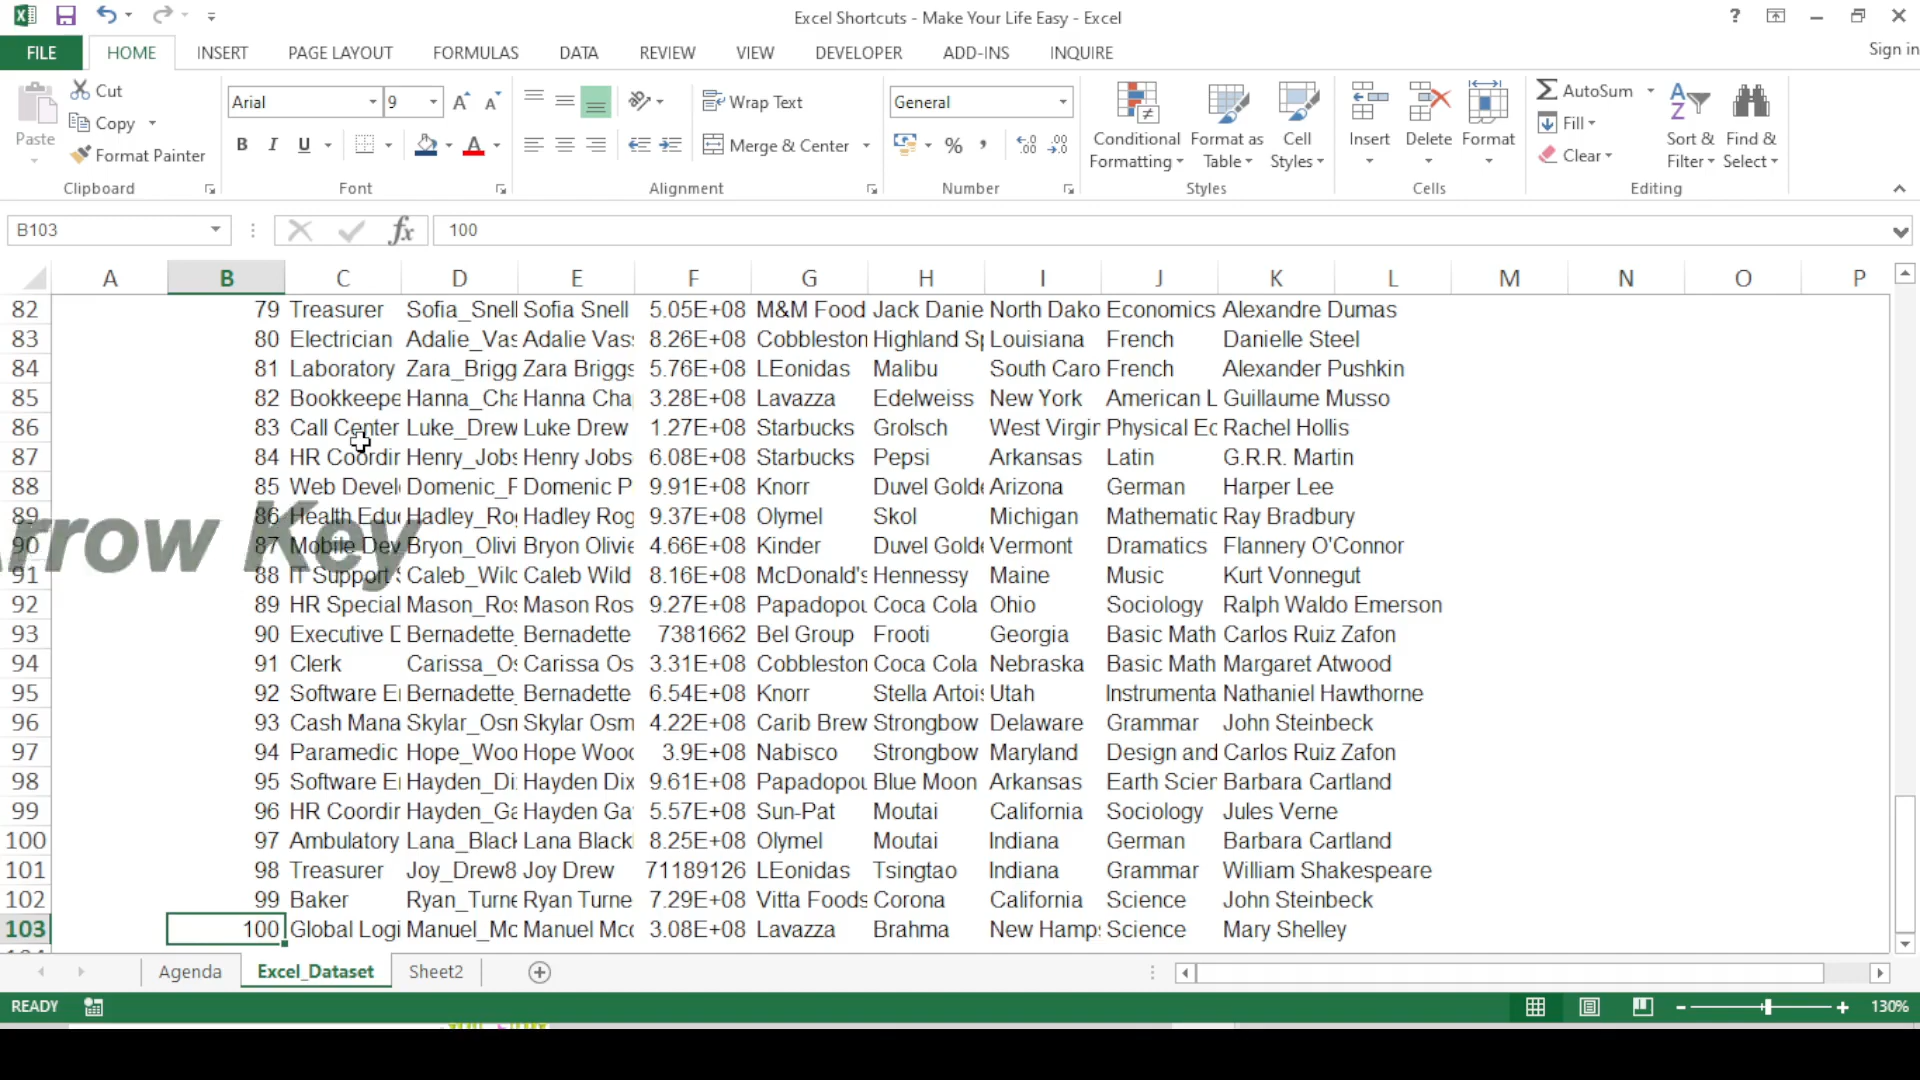 Excel Shortcuts - Make Your Life Easy - Excel
FILE HOME INSERT PAGE LAYOUT FORMULAS DATA REVIEW VIEW DEVELOPER ADD-INS INQUIRE Sign in
Paste Cut Copy Format Painter Clipboard
Arial 9 B I U A Font
Wrap Text Merge & Center Alignment
General % , Number
Conditional Formatting Format as Table Cell Styles Styles
Insert Delete Format Cells
AutoSum Fill Clear Sort & Filter Find & Select Editing
B103 fx 100
A B C D E F G H I J K L M N O P
82 79 Treasurer Sofia_Snell Sofia Snell 5.05E+08 M&M Food Jack Danie North Dako Economics Alexandre Dumas
83 80 Electrician Adalie_Vas Adalie Vas 8.26E+08 Cobbleston Highland Sp Louisiana French Danielle Steel
84 81 Laboratory Zara_Brigg Zara Briggs 5.76E+08 LEonidas Malibu South Caro French Alexander Pushkin
85 82 Bookkeepe Hanna_Cha Hanna Cha 3.28E+08 Lavazza Edelweiss New York American L Guillaume Musso
86 83 Call Center Luke_Drew Luke Drew 1.27E+08 Starbucks Grolsch West Virgin Physical Ec Rachel Hollis
87 84 HR Coordin Henry_Jobs Henry Jobs 6.08E+08 Starbucks Pepsi Arkansas Latin G.R.R. Martin
88 85 Web Devel Domenic_P Domenic P 9.91E+08 Knorr Duvel Golde Arizona German Harper Lee
89 86 Health Educ Hadley_Rog Hadley Rog 9.37E+08 Olymel Skol Michigan Mathematic Ray Bradbury
rrow Key
90 87 Mobile Dev Bryon_Olivi Bryon Olivie 4.66E+08 Kinder Duvel Golde Vermont Dramatics Flannery O'Connor
91 88 IT Support S Caleb_Wild Caleb Wild 8.16E+08 McDonald's Hennessy Maine Music Kurt Vonnegut
92 89 HR Special Mason_Ros Mason Ros 9.27E+08 Papadopou Coca Cola Ohio Sociology Ralph Waldo Emerson
93 90 Executive D Bernadette_ Bernadette 7381662 Bel Group Frooti Georgia Basic Math Carlos Ruiz Zafon
94 91 Clerk Carissa_Os Carissa Os 3.31E+08 Cobbleston Coca Cola Nebraska Basic Math Margaret Atwood
95 92 Software En Bernadette_ Bernadette 6.54E+08 Knorr Stella Artois Utah Instrumenta Nathaniel Hawthorne
96 93 Cash Mana Skylar_Osm Skylar Osm 4.22E+08 Carib Brew Strongbow Delaware Grammar John Steinbeck
97 94 Paramedic Hope_Woo Hope Wood 3.9E+08 Nabisco Strongbow Maryland Design and Carlos Ruiz Zafon
98 95 Software En Hayden_Di Hayden Dix 9.61E+08 Papadopou Blue Moon Arkansas Earth Scien Barbara Cartland
99 96 HR Coordin Hayden_Ga Hayden Ga 5.57E+08 Sun-Pat Moutai California Sociology Jules Verne
100 97 Ambulatory Lana_Black Lana Black 8.25E+08 Olymel Moutai Indiana German Barbara Cartland
101 98 Treasurer Joy_Drew8 Joy Drew 71189126 LEonidas Tsingtao Indiana Grammar William Shakespeare
102 99 Baker Ryan_Turne Ryan Turne 7.29E+08 Vitta Foods Corona California Science John Steinbeck
103 100 Global Logi Manuel_Mc Manuel Mcc 3.08E+08 Lavazza Brahma New Hamps Science Mary Shelley
Agenda Excel_Dataset Sheet2
READY 130%